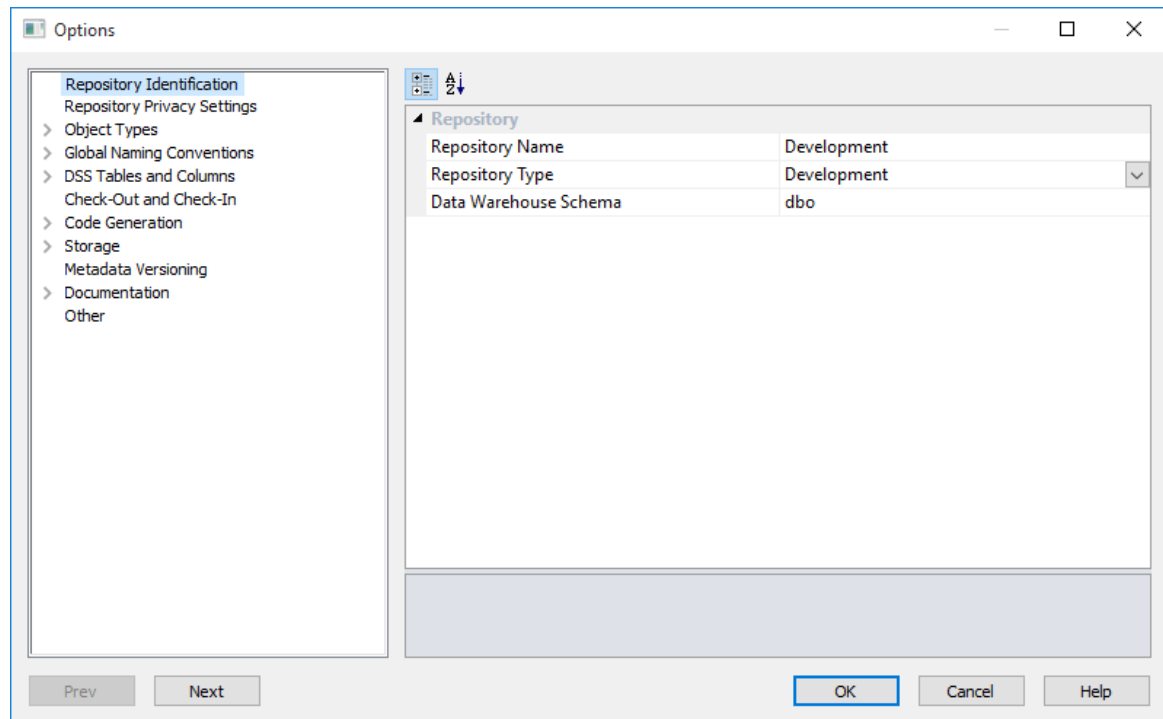 Options
Repository Identification
Repository Privacy Settings
Object Types
Global Naming Conventions
DSS Tables and Columns
Check-Out and Check-In
Code Generation
Storage
Metadata Versioning
Documentation
Other
A
Z
Repository
Repository Name Development
Repository Type Development
Data Warehouse Schema dbo
Prev Next OK Cancel Help